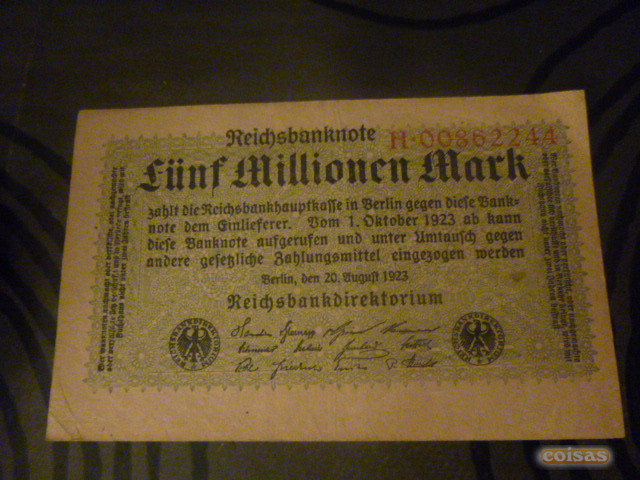 Reichsbanknote
H·00862244
Fünf Millionen Mark
zahlt die Reichsbankhauptkasse in Berlin gegen diese Bank-
note dem Einlieferer. Vom 1. Oktober 1923 ab kann
diese Banknote aufgerufen und unter Umtausch gegen
andere gesetzliche Zahlungsmittel eingezogen werden
Berlin, den 20. August 1923
Reichsbankdirektorium
coisas